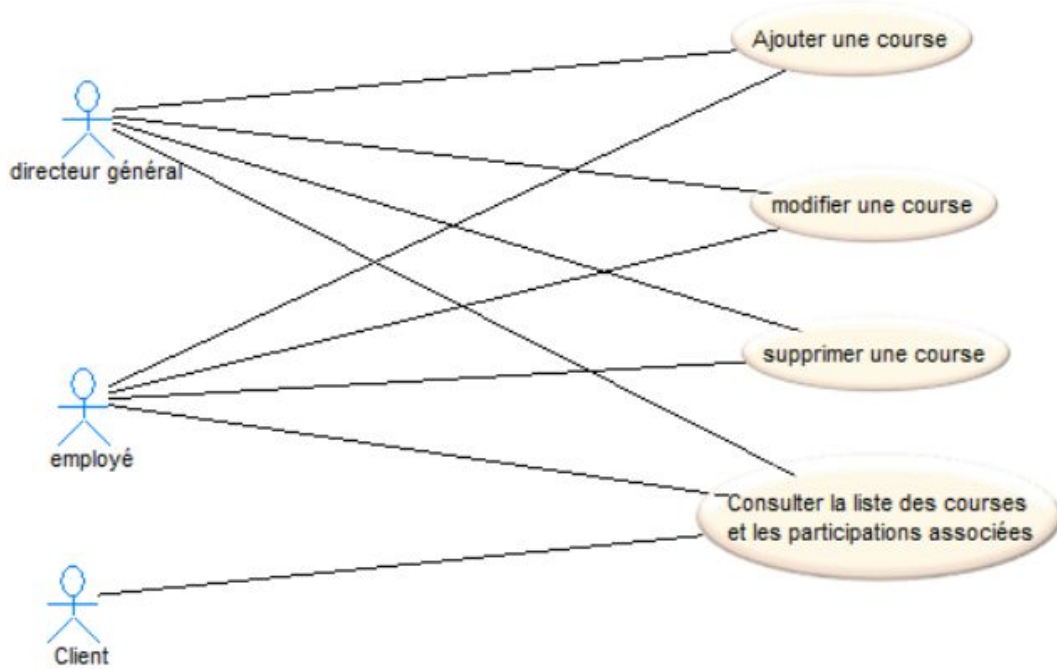 Ajouter une course
directeur général
modifier une course
supprimer une course
employé
Consulter la liste des courses
et les participations associées
Client